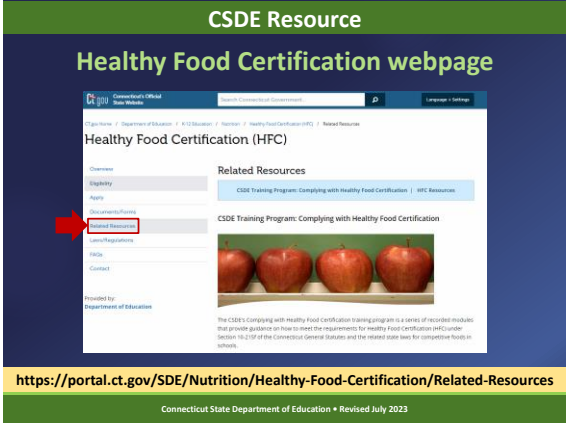 CSDE Resource
Healthy Food Certification webpage
Ct.gov Connecticut's Official
State Website
Search Connecticut Government...
Language + Settings
CT.gov Home / Department of Education / K-12 Education / Nutrition / Healthy Food Certification (HFC) / Related Resources
Healthy Food Certification (HFC)
Overview
Eligibility
Apply
Documents/Forms
Related Resources
Laws/Regulations
FAQs
Contact
Provided by:
Department of Education
Related Resources
CSDE Training Program: Complying with Healthy Food Certification | HFC Resources
CSDE Training Program: Complying with Healthy Food Certification
The CSDE's Complying with Healthy Food Certification training program is a series of recorded modules
that provide guidance on how to meet the requirements for Healthy Food Certification (HFC) under
Section 10-215f of the Connecticut General Statutes and the related state laws for competitive foods in
schools.
https://portal.ct.gov/SDE/Nutrition/Healthy-Food-Certification/Related-Resources
Connecticut State Department of Education • Revised July 2023